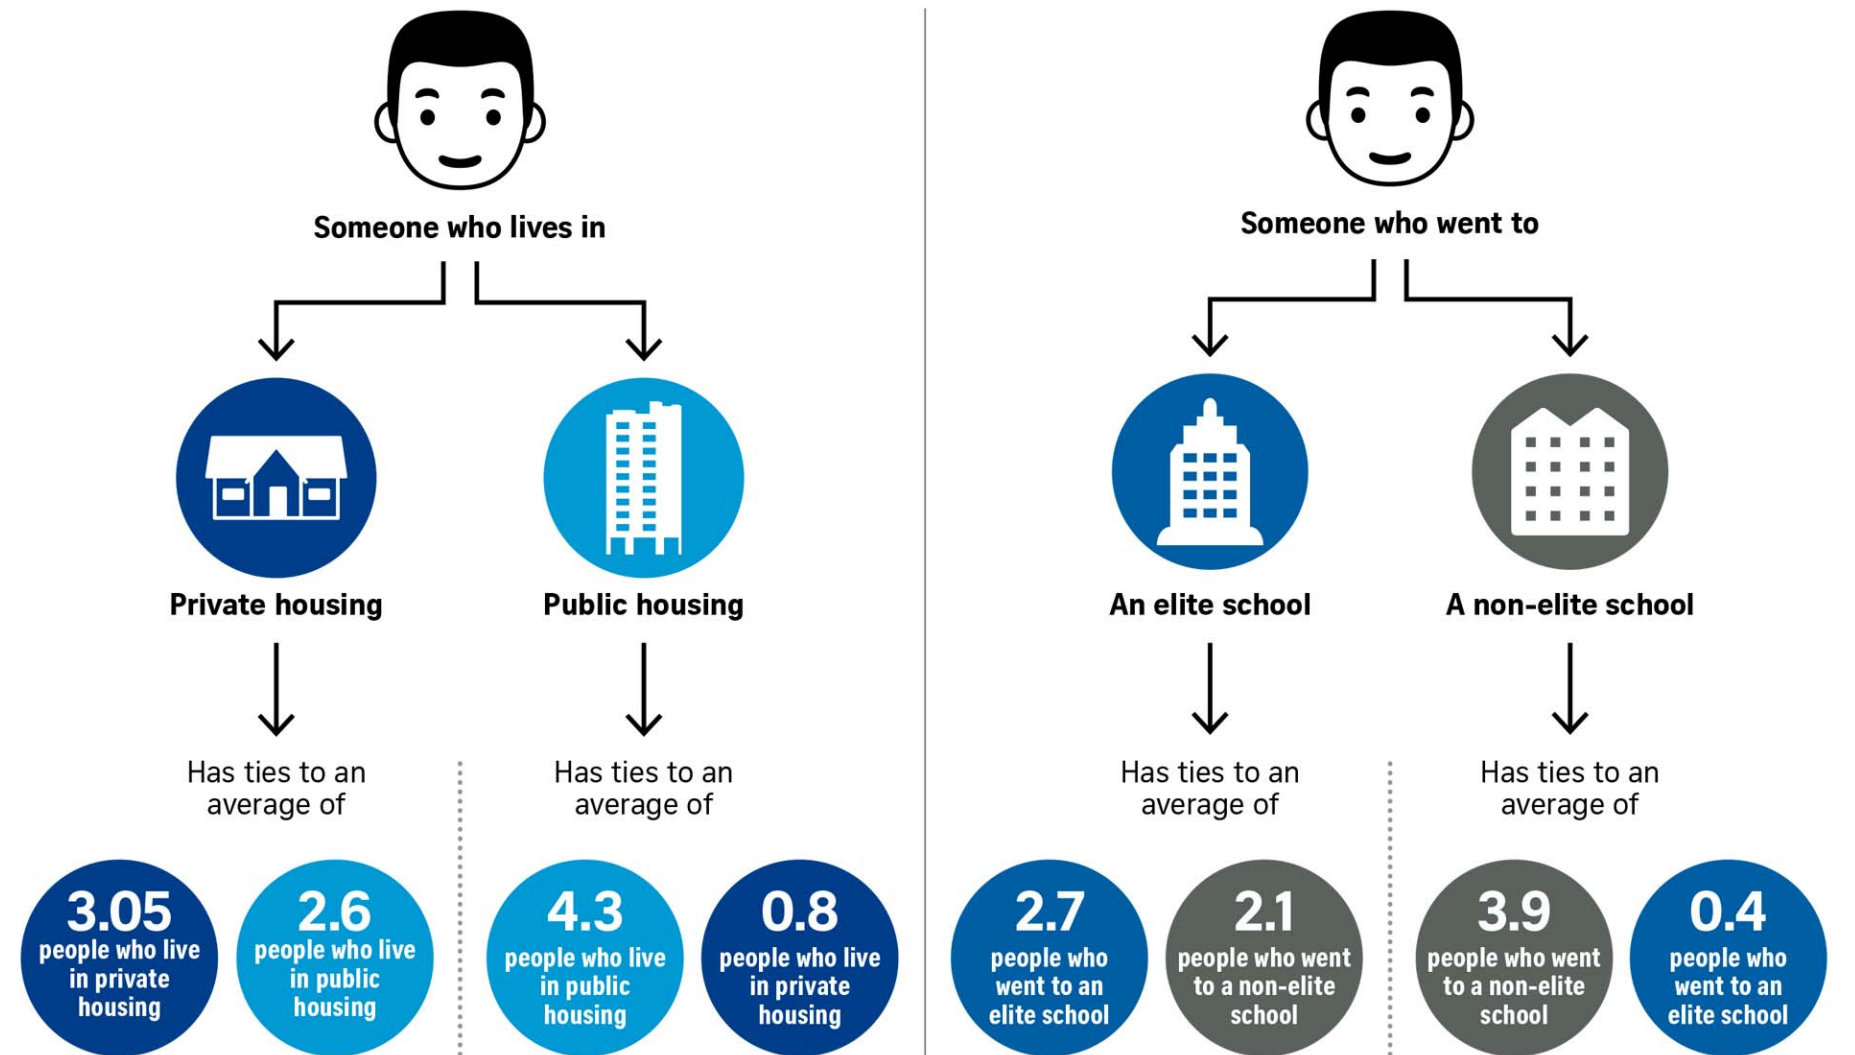 Someone who lives in
Private housing
Has ties to an
average of
3.05
people who live
in private
housing
2.6
people who live
in public
housing
Public housing
Has ties to an
average of
4.3
people who live
in public
housing
0.8
people who live
in private
housing
Someone who went to
An elite school
Has ties to an
average of
2.7
people who
went to an
elite school
2.1
people who went
to a non-elite
school
A non-elite school
Has ties to an
average of
3.9
people who went
to a non-elite
school
0.4
people who
went to an
elite school